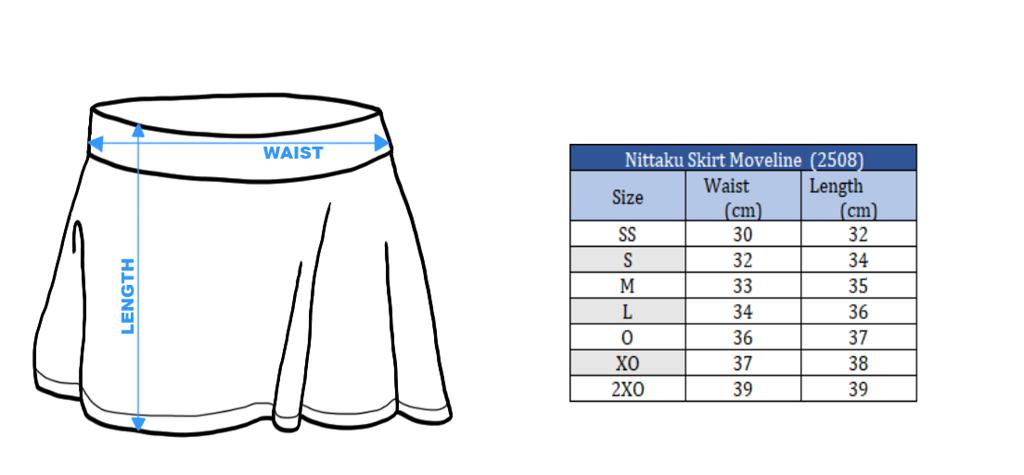 WAIST
LENGTH
Nittaku Skirt Moveline (2508)
Size Waist (cm) Length (cm)
SS 30 32
S 32 34
M 33 35
L 34 36
O 36 37
XO 37 38
2XO 39 39